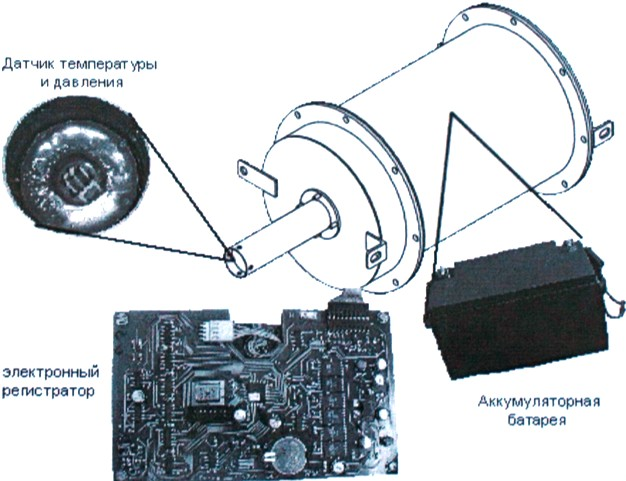 Датчик температуры
и давления
электронный
регистратор
Аккумуляторная
батарея